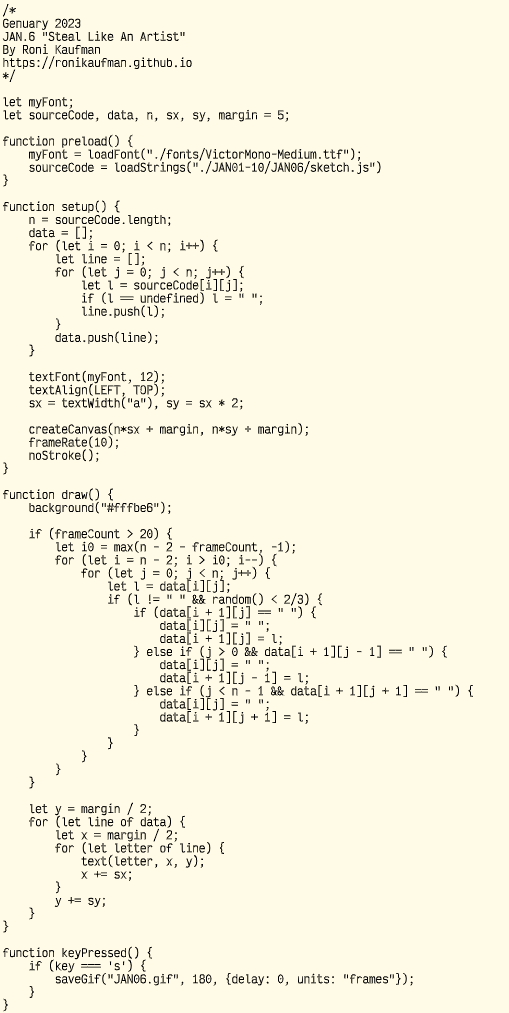 /*
Genuary 2023
JAN.6 "Steal Like An Artist"
By Roni Kaufman
https://ronikaufman.github.io
*/

let myFont;
let sourceCode, data, n, sx, sy, margin = 5;

function preload() {
    myFont = loadFont("./fonts/VictorMono-Medium.ttf");
    sourceCode = loadStrings("./JAN01-10/JAN06/sketch.js")
}

function setup() {
    n = sourceCode.length;
    data = [];
    for (let i = 0; i < n; i++) {
        let line = [];
        for (let j = 0; j < n; j++) {
            let l = sourceCode[i][j];
            if (l == undefined) l = " ";
            line.push(l);
        }
        data.push(line);
    }

    textFont(myFont, 12);
    textAlign(LEFT, TOP);
    sx = textWidth("a"), sy = sx * 2;

    createCanvas(n*sx + margin, n*sy + margin);
    frameRate(10);
    noStroke();
}

function draw() {
    background("#fffbe6");

    if (frameCount > 20) {
        let i0 = max(n - 2 - frameCount, -1);
        for (let i = n - 2; i > i0; i--) {
            for (let j = 0; j < n; j++) {
                let l = data[i][j];
                if (l != " " && random() < 2/3) {
                    if (data[i + 1][j] == " ") {
                        data[i][j] = " ";
                        data[i + 1][j] = l;
                    } else if (j > 0 && data[i + 1][j - 1] == " ") {
                        data[i][j] = " ";
                        data[i + 1][j - 1] = l;
                    } else if (j < n - 1 && data[i + 1][j + 1] == " ") {
                        data[i][j] = " ";
                        data[i + 1][j + 1] = l;
                    }
                }
            }
        }
    }

    let y = margin / 2;
    for (let line of data) {
        let x = margin / 2;
        for (let letter of line) {
            text(letter, x, y);
            x += sx;
        }
        y += sy;
    }
}

function keyPressed() {
    if (key === 's') {
        saveGif("JAN06.gif", 180, {delay: 0, units: "frames"});
    }
}